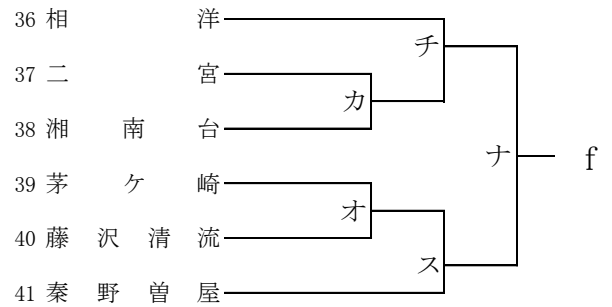 36 相洋
チ
37 二宮
カ
38 湘南台
ナ f
39 茅ケ崎
オ
40 藤沢清流
ス
41 秦野曽屋